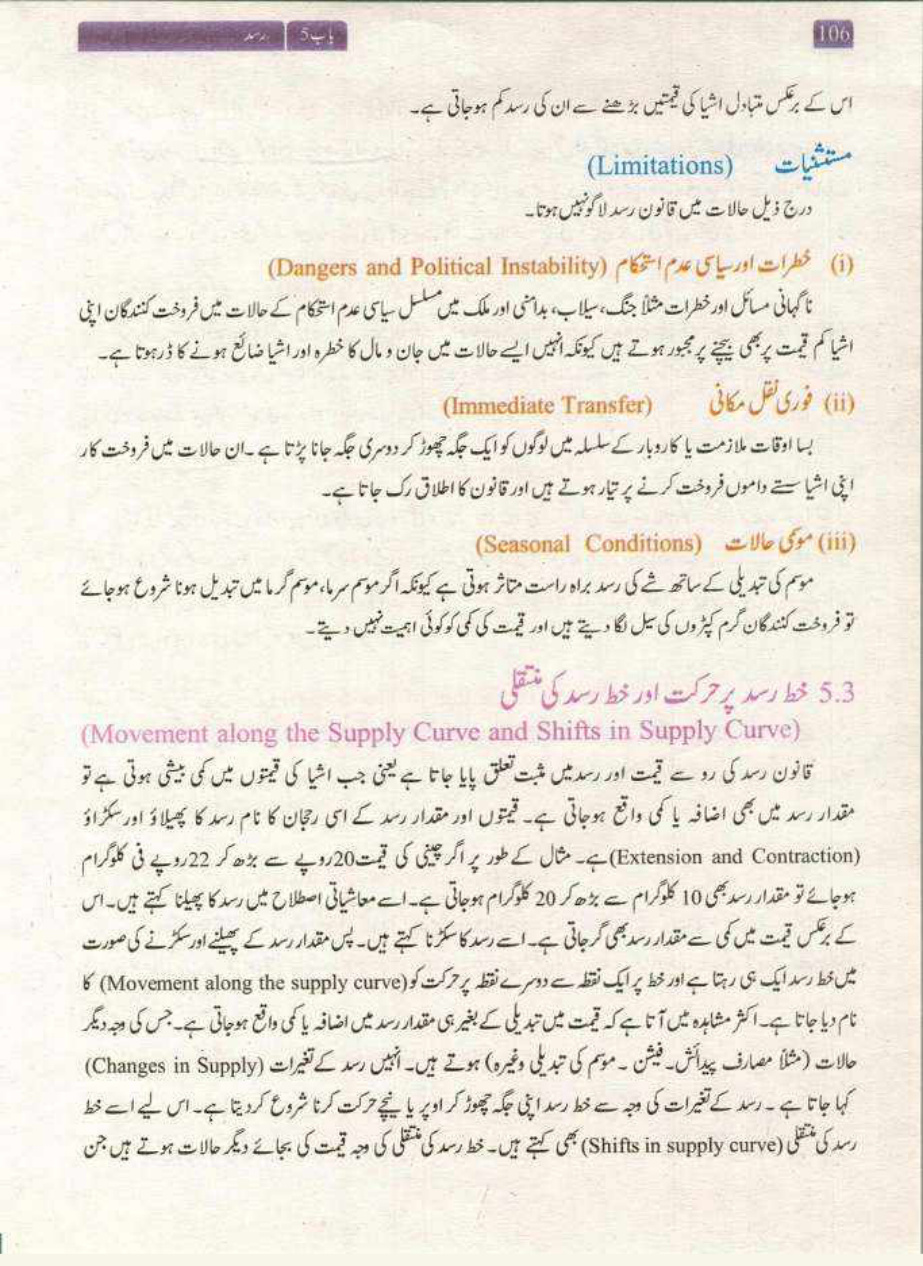 106
باب 5 رسد
اس کے برعکس متبادل اشیا کی قیمتیں بڑھنے سے ان کی رسد کم ہوجاتی ہے۔
مستثنیات (Limitations)
درج ذیل حالات میں قانون رسد لاگو نہیں ہوتا۔
(i) خطرات اور سیاسی عدم استحکام (Dangers and Political Instability)
ناگہانی مسائل اور خطرات مثلاً جنگ، سیلاب، بدامنی اور ملک میں مسلسل سیاسی عدم استحکام کے حالات میں فروخت کنندگان اپنی
اشیا کم قیمت پر بھی بیچنے پر مجبور ہوتے ہیں کیونکہ انہیں ایسے حالات میں جان و مال کا خطرہ اور اشیا ضائع ہونے کا ڈر ہوتا ہے۔
(ii) فوری نقل مکانی (Immediate Transfer)
بسا اوقات ملازمت یا کاروبار کے سلسلہ میں لوگوں کو ایک جگہ چھوڑ کر دوسری جگہ جانا پڑتا ہے ۔ان حالات میں فروخت کار
اپنی اشیا سستے داموں فروخت کرنے پر تیار ہوتے ہیں اور قانون کا اطلاق رک جاتا ہے۔
(iii) موسمی حالات (Seasonal Conditions)
موسم کی تبدیلی کے ساتھ شے کی رسد براہ راست متاثر ہوتی ہے کیونکہ اگر موسم سرما، موسم گرما میں تبدیل ہونا شروع ہوجائے
تو فروخت کنندگان گرم کپڑوں کی سیل لگا دیتے ہیں اور قیمت کی کمی کو کوئی اہمیت نہیں دیتے۔
5.3 خط رسد پر حرکت اور خط رسد کی منتقلی
(Movement along the Supply Curve and Shifts in Supply Curve)
قانون رسد کی رو سے قیمت اور رسد میں مثبت تعلق پایا جاتا ہے یعنی جب اشیا کی قیمتوں میں کمی بیشی ہوتی ہے تو
مقدار رسد میں بھی اضافہ یا کمی واقع ہوجاتی ہے۔ قیمتوں اور مقدار رسد کے اسی رجحان کا نام رسد کا پھیلاؤ اور سکڑاؤ
(Extension and Contraction) ہے۔ مثال کے طور پر اگر چینی کی قیمت 20روپے سے بڑھ کر 22روپے فی کلوگرام
ہوجائے تو مقدار رسد بھی 10 کلوگرام سے بڑھ کر 20 کلوگرام ہوجاتی ہے۔ اسے معاشیاتی اصطلاح میں رسد کا پھیلنا کہتے ہیں۔ اس
کے برعکس قیمت میں کمی سے مقدار رسد بھی گر جاتی ہے۔ اسے رسد کا سکڑنا کہتے ہیں۔ پس مقدار رسد کے پھیلنے اور سکڑنے کی صورت
میں خط رسد ایک ہی رہتا ہے اور خط پر ایک نقطہ سے دوسرے نقطہ پر حرکت کو (Movement along the supply curve) کا
نام دیا جاتا ہے۔ اکثر مشاہدہ میں آتا ہے کہ قیمت میں تبدیلی کے بغیر ہی مقدار رسد میں اضافہ یا کمی واقع ہوجاتی ہے۔ جس کی وجہ دیگر
حالات (مثلاً مصارف پیدائش۔ فیشن ۔ موسم کی تبدیلی وغیرہ) ہوتے ہیں۔ انہیں رسد کے تغیرات (Changes in Supply)
کہا جاتا ہے ۔ رسد کے تغیرات کی وجہ سے خط رسد اپنی جگہ چھوڑ کر اوپر یا نیچے حرکت کرنا شروع کر دیتا ہے۔ اس لیے اسے خط
رسد کی منتقلی (Shifts in supply curve) بھی کہتے ہیں۔ خط رسد کی منتقلی کی وجہ قیمت کی بجائے دیگر حالات ہوتے ہیں جن